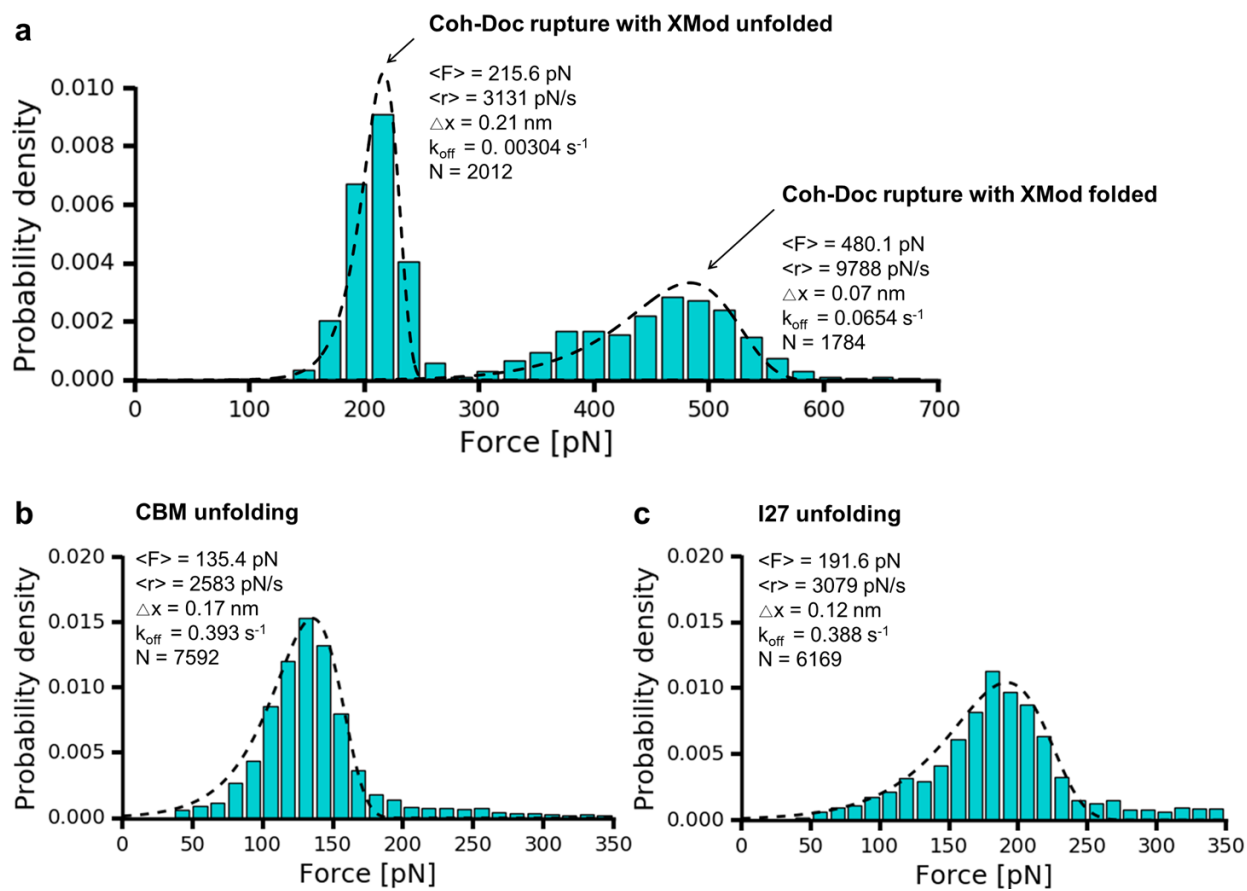 a
Coh-Doc rupture with XMod unfolded
<F> = 215.6 pN
<r> = 3131 pN/s
△x = 0.21 nm
koff = 0. 00304 s-1
N = 2012
Coh-Doc rupture with XMod folded
<F> = 480.1 pN
<r> = 9788 pN/s
△x = 0.07 nm
koff = 0.0654 s-1
N = 1784
Probability density
0.010
0.008
0.006
0.004
0.002
0.000
0 100 200 300 400 500 600 700
Force [pN]
b
CBM unfolding
<F> = 135.4 pN
<r> = 2583 pN/s
△x = 0.17 nm
koff = 0.393 s-1
N = 7592
Probability density
0.020
0.015
0.010
0.005
0.000
0 50 100 150 200 250 300 350
Force [pN]
c
I27 unfolding
<F> = 191.6 pN
<r> = 3079 pN/s
△x = 0.12 nm
koff = 0.388 s-1
N = 6169
Probability density
0.020
0.015
0.010
0.005
0.000
0 50 100 150 200 250 300 350
Force [pN]